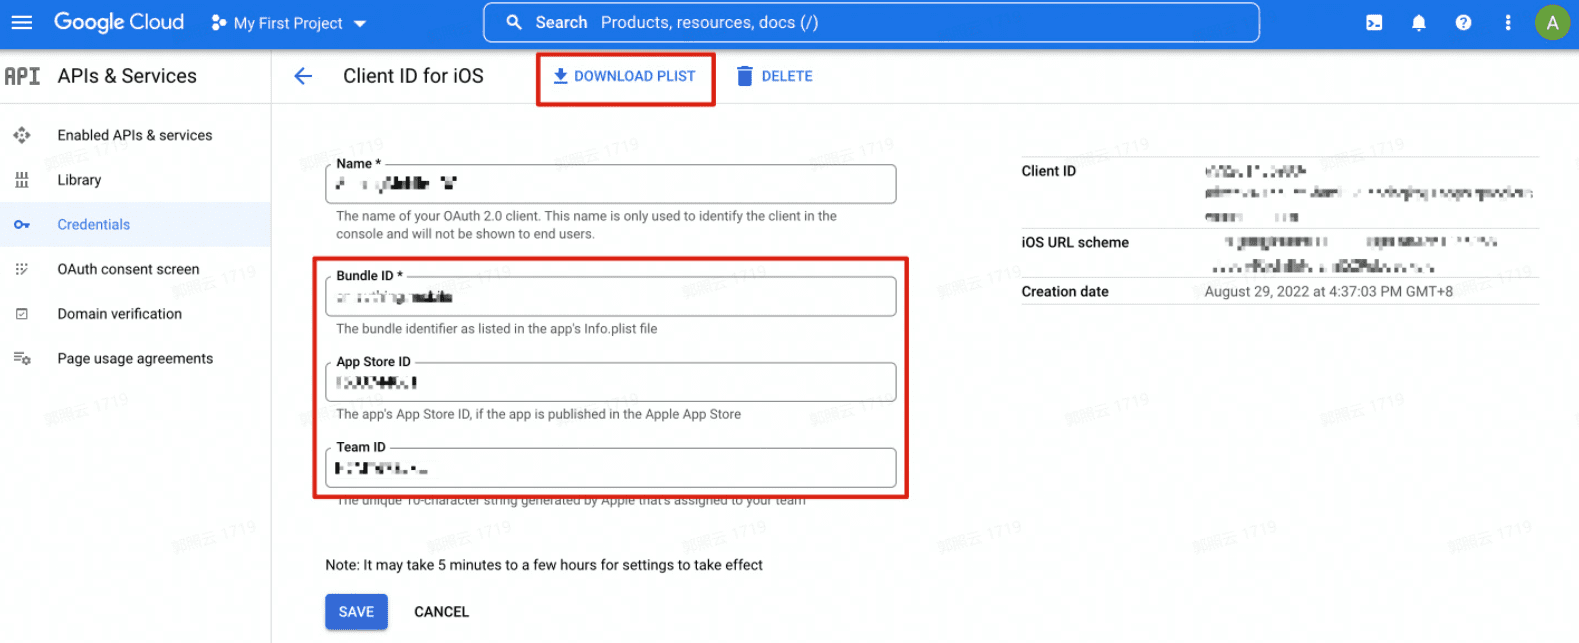 Google Cloud
My First Project
Search Products, resources, docs (/)
A
API APIs & Services
Client ID for iOS
DOWNLOAD PLIST
DELETE
Enabled APIs & services
Library
Credentials
OAuth consent screen
Domain verification
Page usage agreements
Name *
The name of your OAuth 2.0 client. This name is only used to identify the client in the
console and will not be shown to end users.
Bundle ID *
The bundle identifier as listed in the app's Info.plist file
App Store ID
The app's App Store ID, if the app is published in the Apple App Store
Team ID
The unique 10-character string generated by Apple that's assigned to your team
Note: It may take 5 minutes to a few hours for settings to take effect
SAVE
CANCEL
Client ID
iOS URL scheme
Creation date
August 29, 2022 at 4:37:03 PM GMT+8